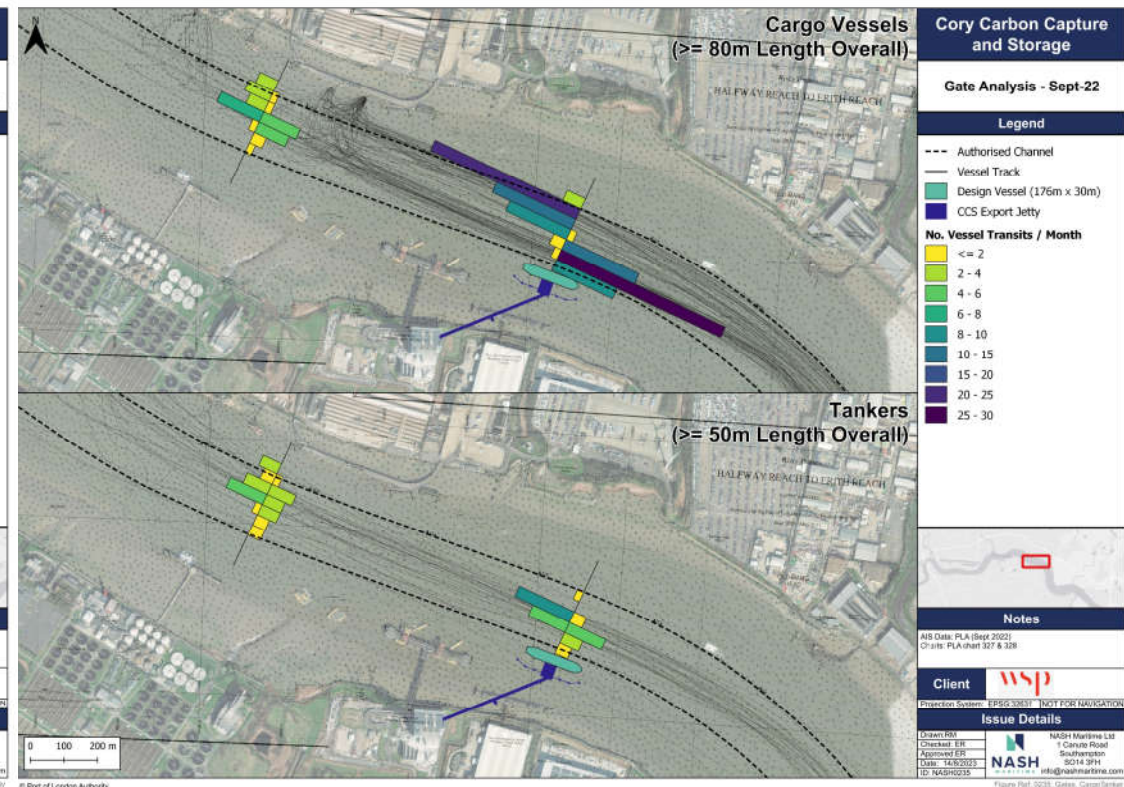 N
Cargo Vessels
(>= 80m Length Overall)
HALFWAY REACH TO ERITH REACH
Tankers
(>= 50m Length Overall)
HALFWAY REACH TO ERITH REACH
0 100 200 m
© Port of London Authority
Cory Carbon Capture
and Storage
Gate Analysis - Sept-22
Legend
Authorised Channel
Vessel Track
Design Vessel (176m x 30m)
CCS Export Jetty
No. Vessel Transits / Month
<= 2
2 - 4
4 - 6
6 - 8
8 - 10
10 - 15
15 - 20
20 - 25
25 - 30
Notes
AIS Data: PLA (Sept 2022)
Charts: PLA chart 327 & 328
Client
wsp
Projection System: EPSG:32631 NOT FOR NAVIGATION
Issue Details
Drawn:RM
Checked: ER
Approved:ER
Date: 14/8/2023
ID: NASH0235
NASH
MARITIME
NASH Maritime Ltd
1 Canute Road
Southampton
SO14 3FH
info@nashmaritime.com